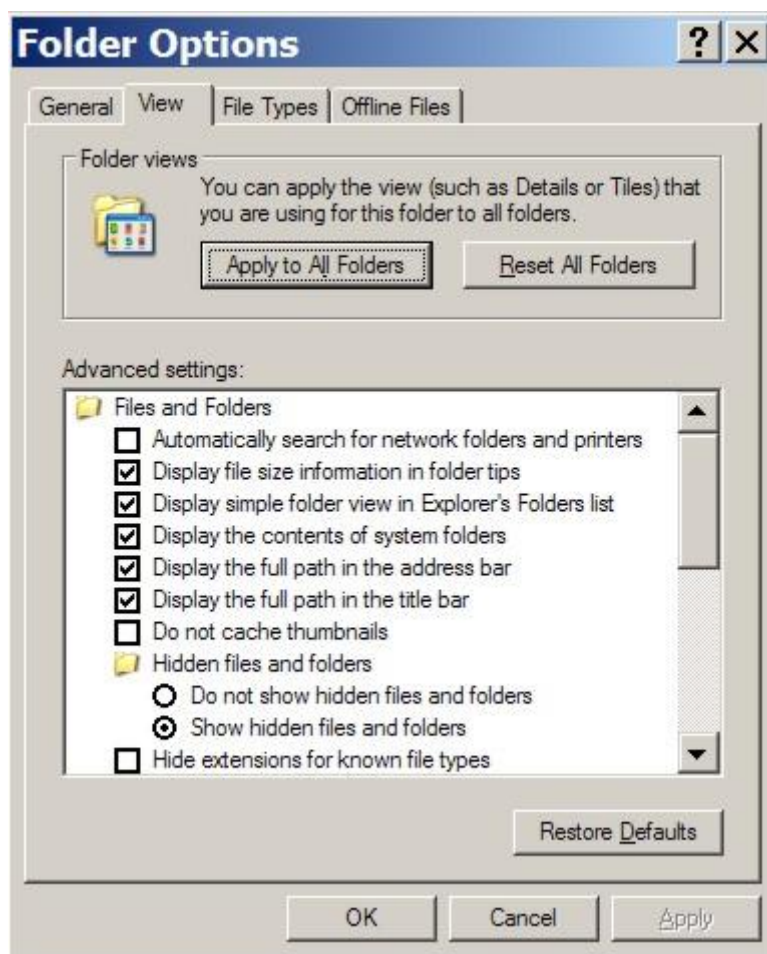 Folder Options
General View File Types Offline Files
Folder views
You can apply the view (such as Details or Tiles) that
you are using for this folder to all folders.
Apply to All Folders Reset All Folders
Advanced settings:
Files and Folders
Automatically search for network folders and printers
Display file size information in folder tips
Display simple folder view in Explorer's Folders list
Display the contents of system folders
Display the full path in the address bar
Display the full path in the title bar
Do not cache thumbnails
Hidden files and folders
Do not show hidden files and folders
Show hidden files and folders
Hide extensions for known file types
Restore Defaults
OK Cancel Apply